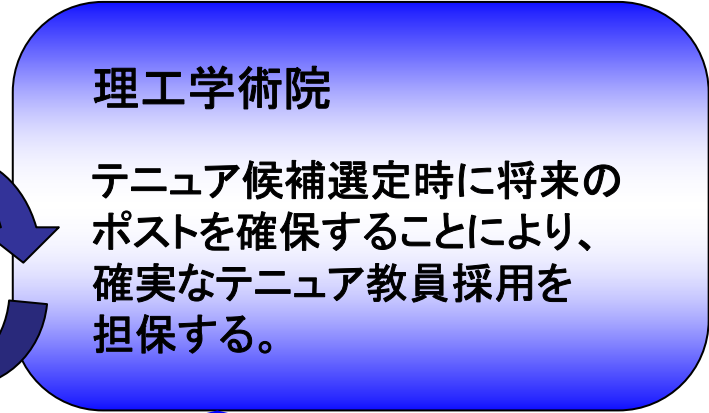 理工学術院
テニュア候補選定時に将来の
ポストを確保することにより、
確実なテニュア教員採用を
担保する。